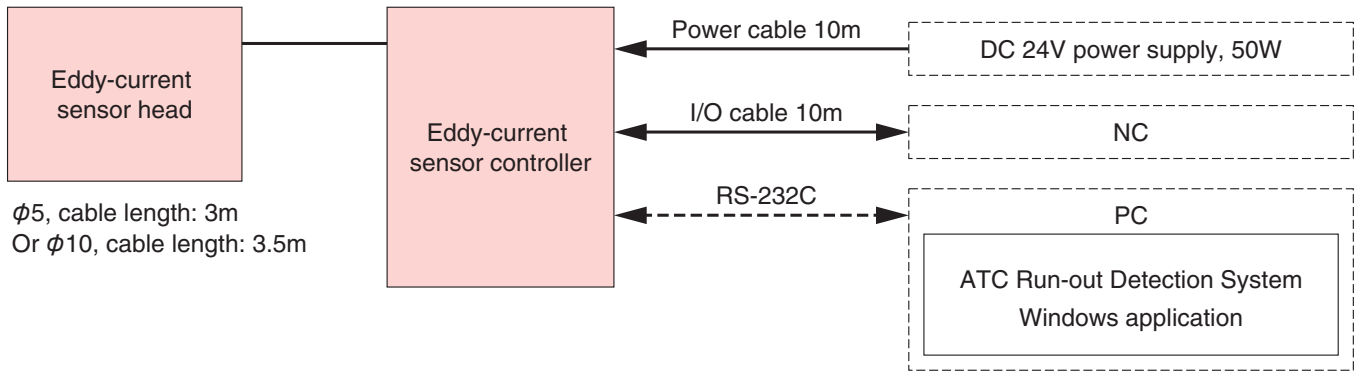 Eddy-current
sensor head
ϕ5, cable length: 3m
Or ϕ10, cable length: 3.5m
Eddy-current
sensor controller
Power cable 10m
I/O cable 10m
RS-232C
DC 24V power supply, 50W
NC
PC
ATC Run-out Detection System
Windows application